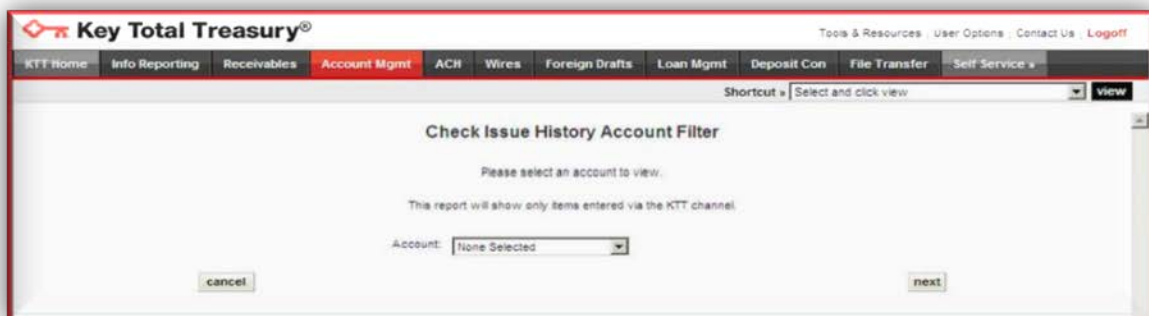 Key Total Treasury®
Tools & Resources | User Options | Contact Us | Logoff
KTT Home Info Reporting Receivables Account Mgmt ACH Wires Foreign Drafts Loan Mgmt Deposit Con File Transfer Self Service »
Shortcut » Select and click view view
Check Issue History Account Filter
Please select an account to view.
This report will show only items entered via the KTT channel.
Account: None Selected
cancel next